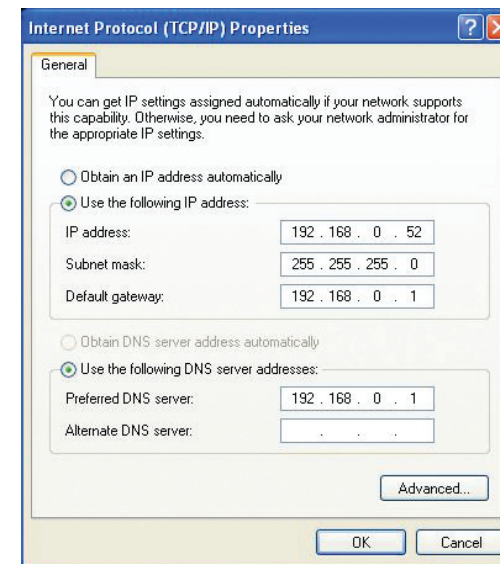 Internet Protocol (TCP/IP) Properties
General
You can get IP settings assigned automatically if your network supports
this capability. Otherwise, you need to ask your network administrator for
the appropriate IP settings.
Obtain an IP address automatically
Use the following IP address:
IP address: 192 . 168 . 0 . 52
Subnet mask: 255 . 255 . 255 . 0
Default gateway: 192 . 168 . 0 . 1
Obtain DNS server address automatically
Use the following DNS server addresses:
Preferred DNS server: 192 . 168 . 0 . 1
Alternate DNS server: . . .
Advanced...
OK Cancel